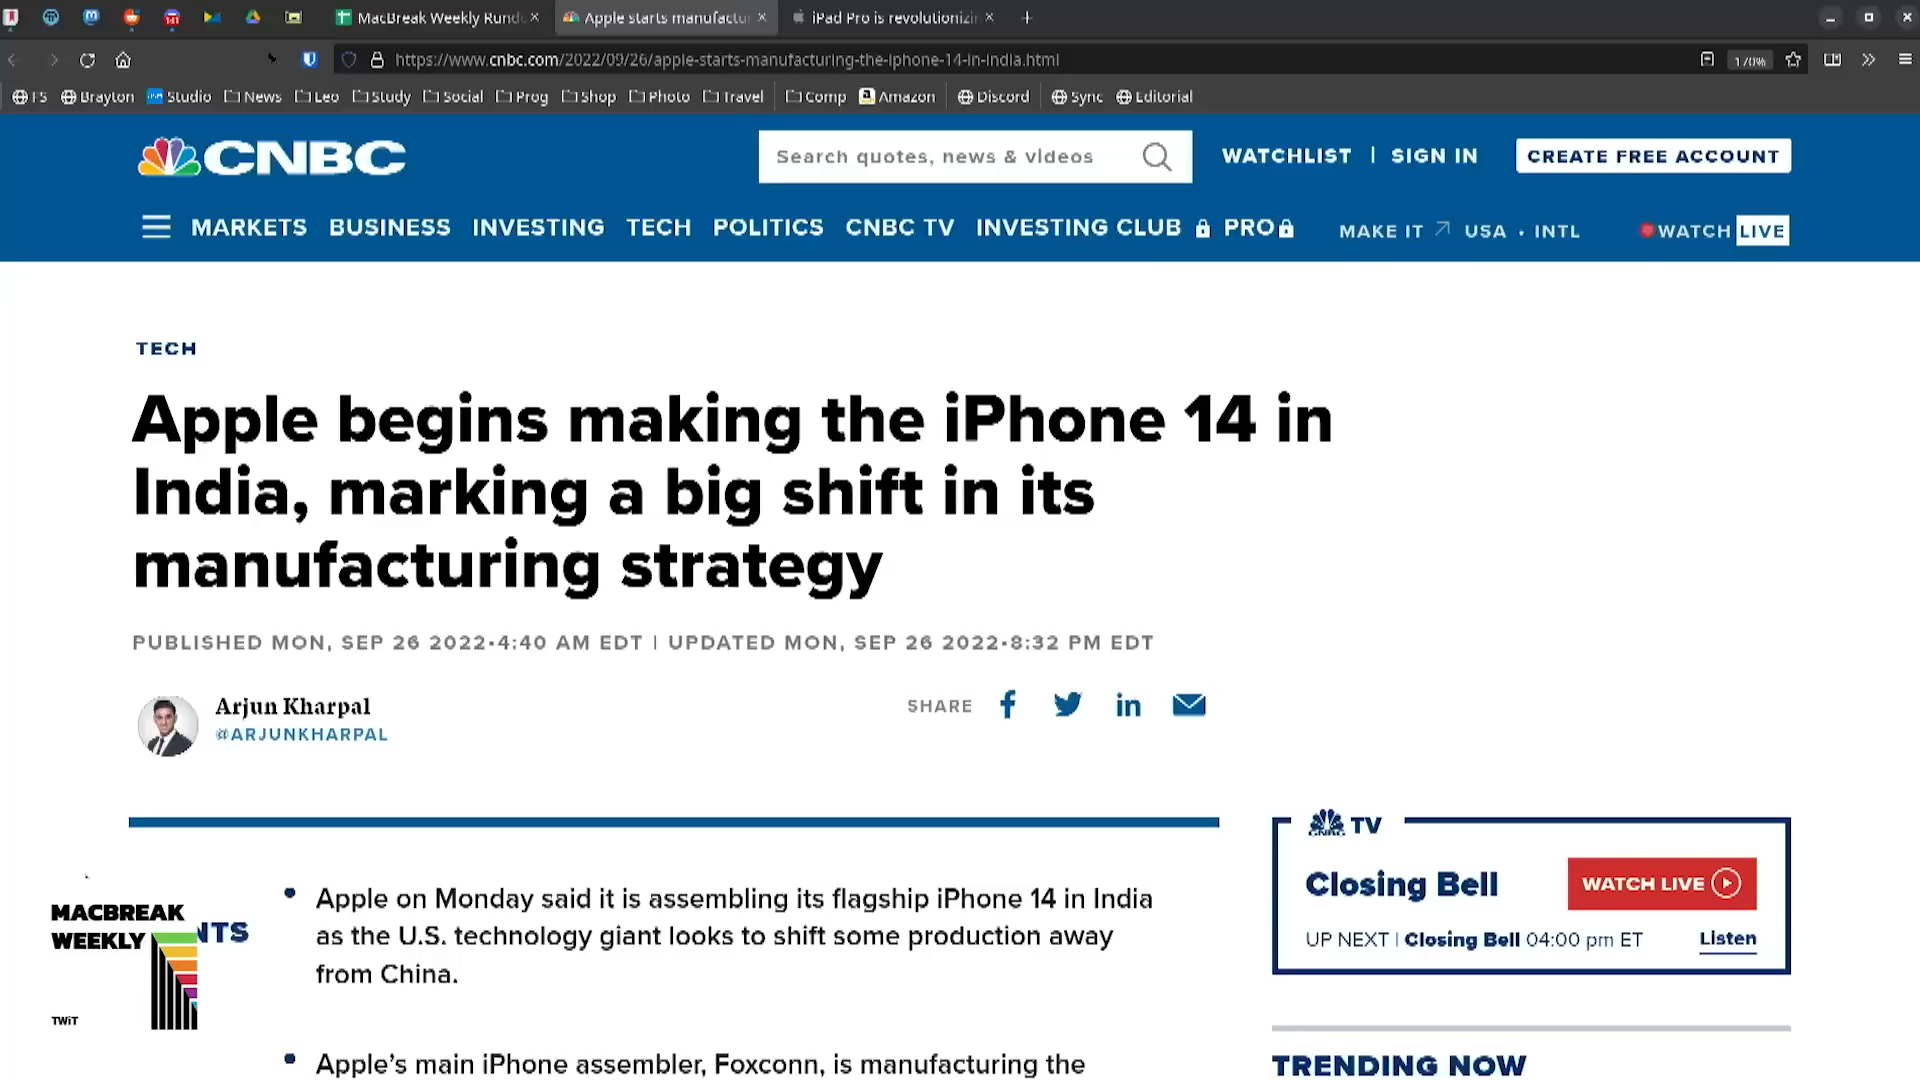 141
MacBreak Weekly Rund
Apple starts manufactu
iPad Pro is revolutionizi
https://www.cnbc.com/2022/09/26/apple-starts-manufacturing-the-iphone-14-in-india.html
170%
FS Brayton Studio News Leo Study Social Prog Shop Photo Travel Comp Amazon Discord Sync Editorial
CNBC
Search quotes, news & videos
WATCHLIST | SIGN IN
CREATE FREE ACCOUNT
MARKETS BUSINESS INVESTING TECH POLITICS CNBC TV INVESTING CLUB PRO
MAKE IT USA • INTL
WATCH LIVE
TECH
Apple begins making the iPhone 14 in
India, marking a big shift in its
manufacturing strategy
PUBLISHED MON, SEP 26 2022•4:40 AM EDT | UPDATED MON, SEP 26 2022•8:32 PM EDT
Arjun Kharpal
@ARJUNKHARPAL
SHARE
CNBC TV
Closing Bell
WATCH LIVE
UP NEXT | Closing Bell 04:00 pm ET
Listen
MACBREAK
WEEKLY
NTS
TWiT
• Apple on Monday said it is assembling its flagship iPhone 14 in India
as the U.S. technology giant looks to shift some production away
from China.
• Apple's main iPhone assembler, Foxconn, is manufacturing the
TRENDING NOW